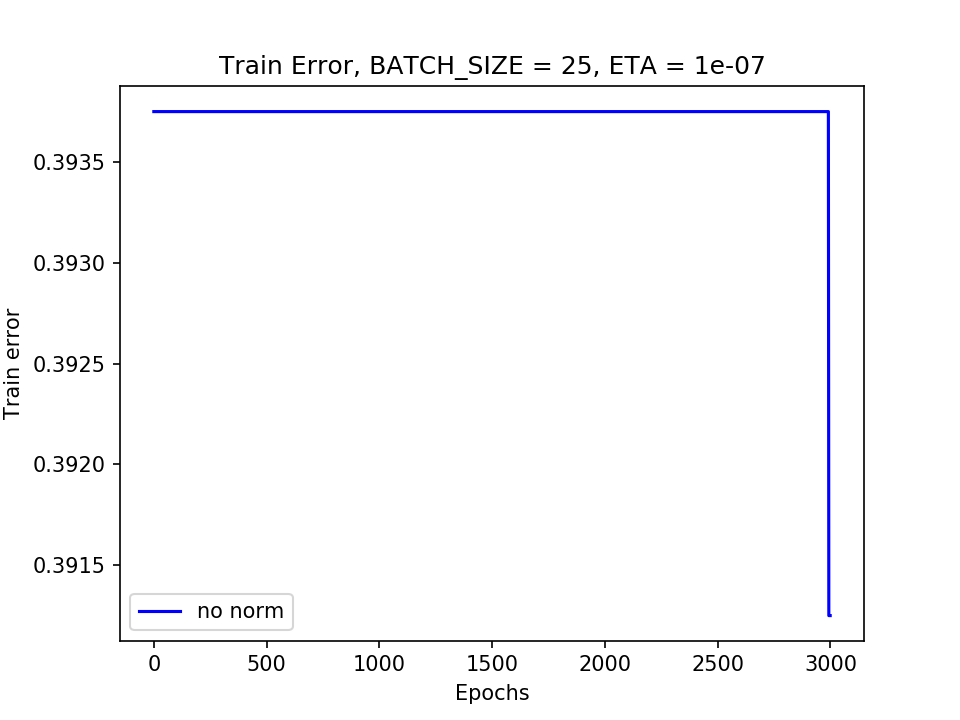 Train Error, BATCH_SIZE = 25, ETA = 1e-07
Train error
0.3935
0.3930
0.3925
0.3920
0.3915
no norm
0 500 1000 1500 2000 2500 3000
Epochs